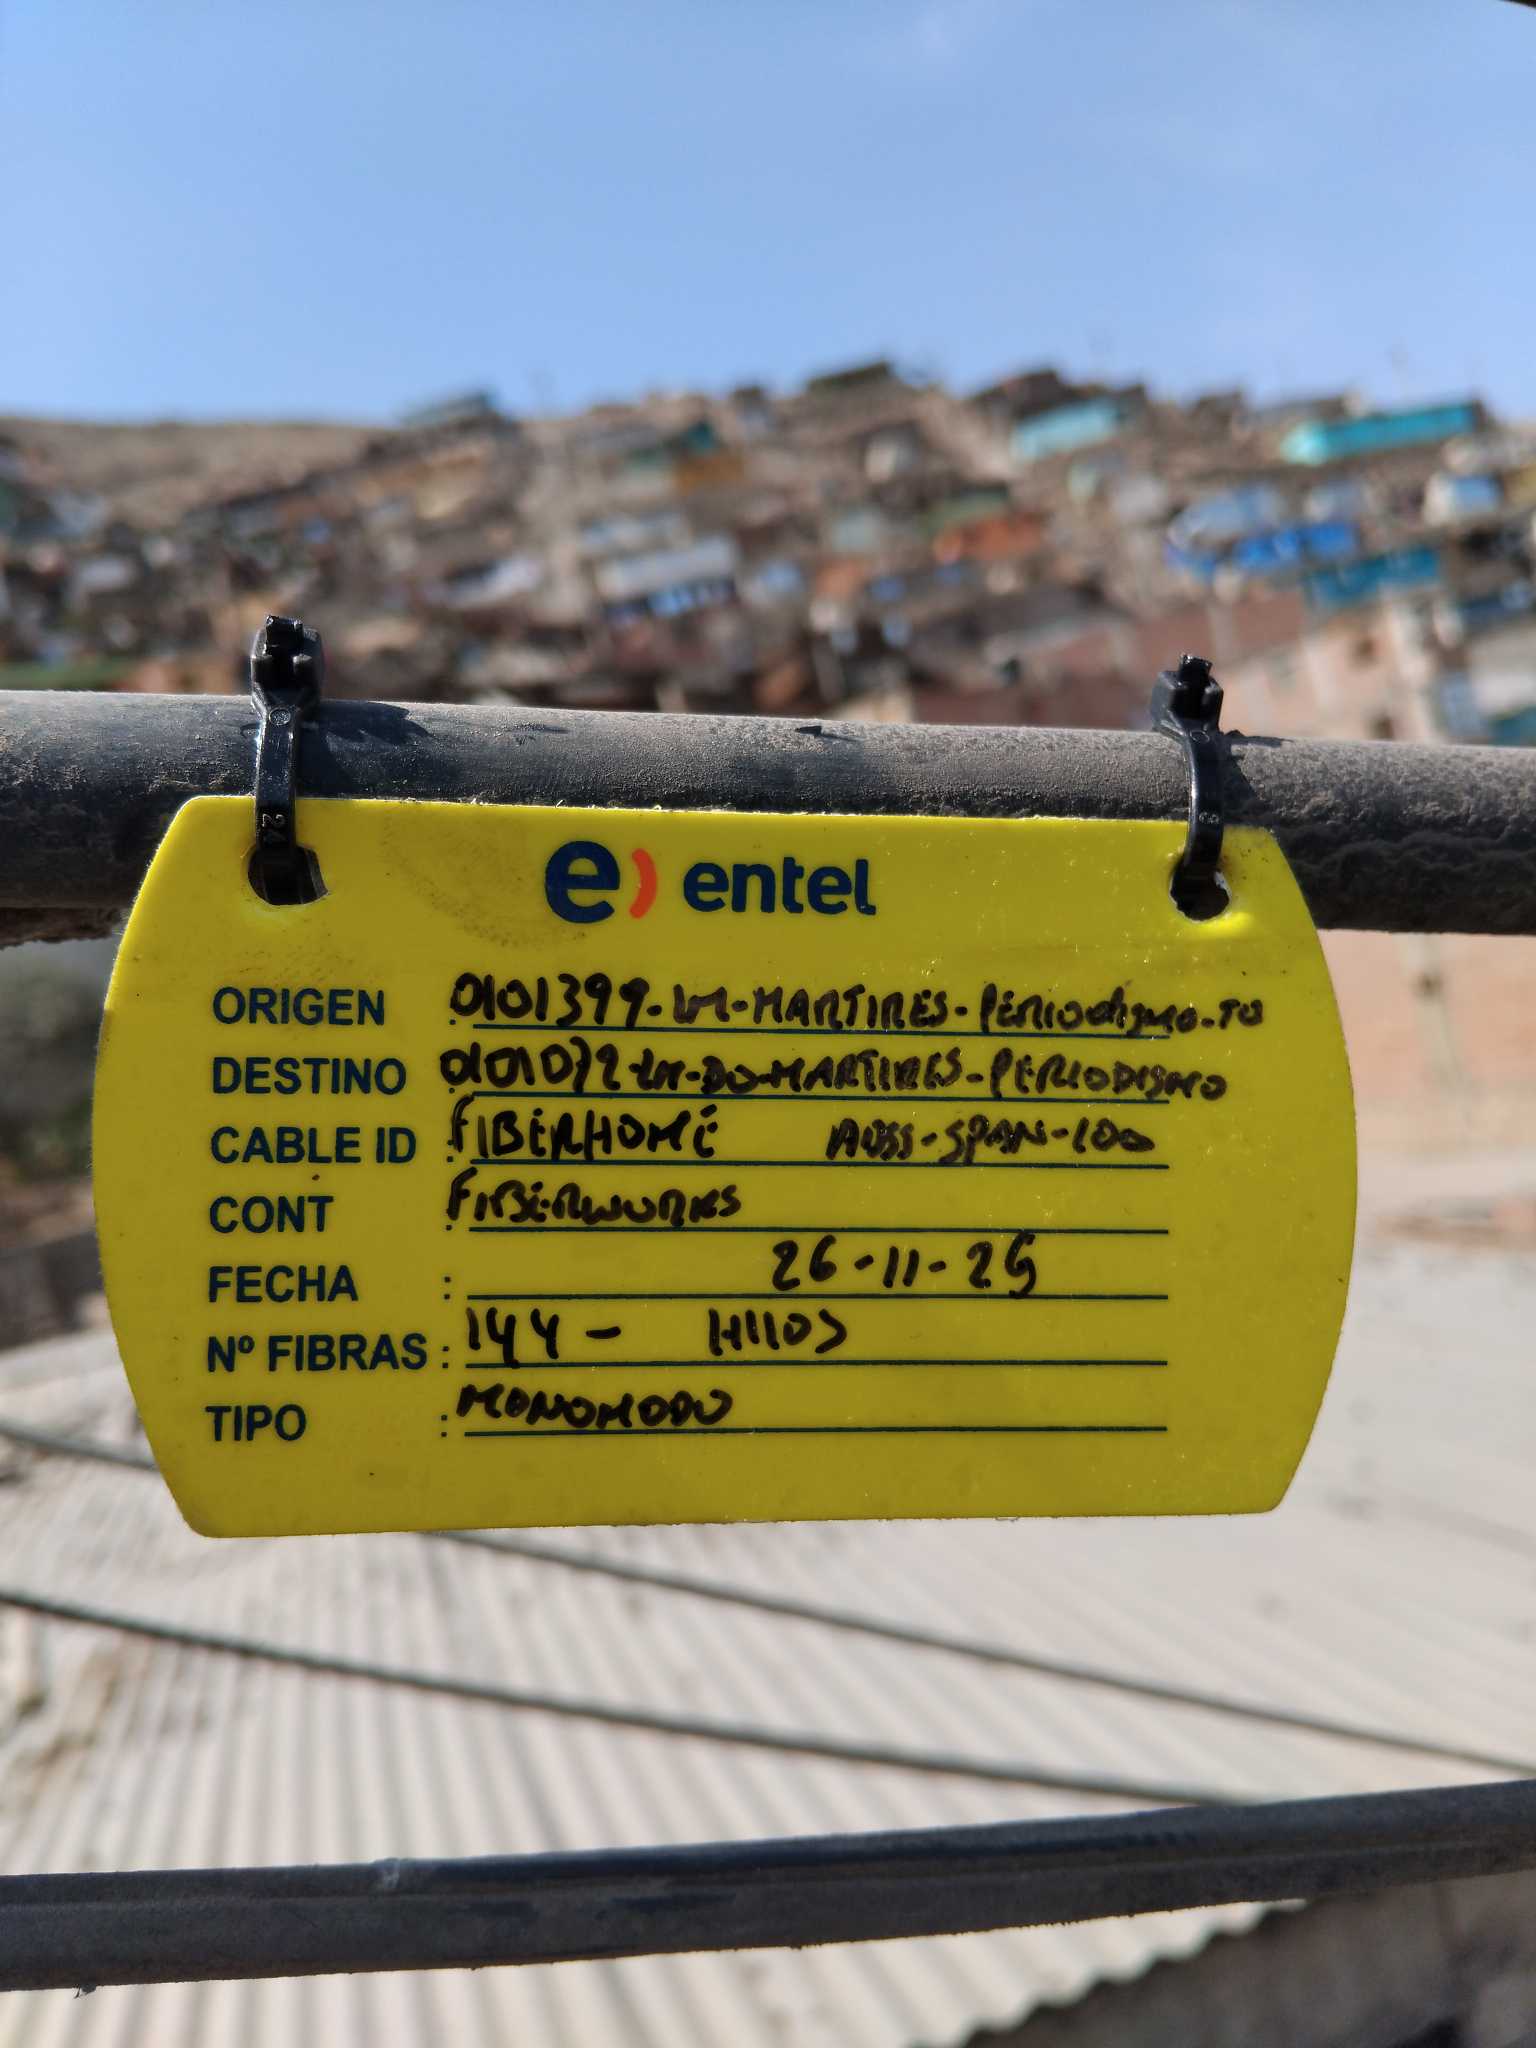 e) entel
ORIGEN : 0101399-LM-MARTIRES-PERIODISMO-TO
DESTINO : 0101072-LM-DO-MARTIRES-PERIODISMO
CABLE ID : FIBERHOME ADSS-SPAN-100
CONT : FIBERWORKS
FECHA : 26-11-25
Nº FIBRAS : 144 - HILOS
TIPO : MONOMODO